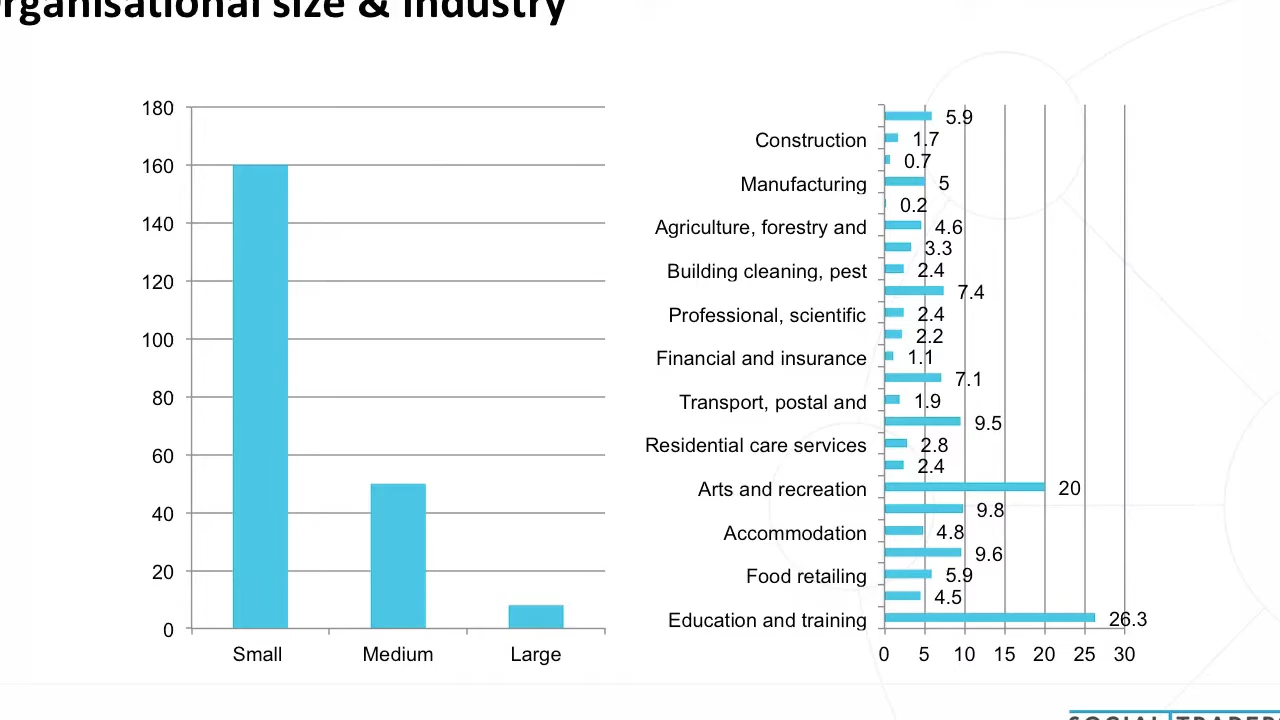 rganisational size & industry
180
160
140
120
100
80
60
40
20
0
Small Medium Large
5.9
Construction 1.7
0.7
Manufacturing 5
0.2
Agriculture, forestry and 4.6
3.3
Building cleaning, pest 2.4
7.4
Professional, scientific 2.4
2.2
Financial and insurance 1.1
7.1
Transport, postal and 1.9
9.5
Residential care services 2.8
2.4
Arts and recreation 20
9.8
Accommodation 4.8
9.6
Food retailing 5.9
4.5
Education and training 26.3
0 5 10 15 20 25 30
SOCIAL TRADERS